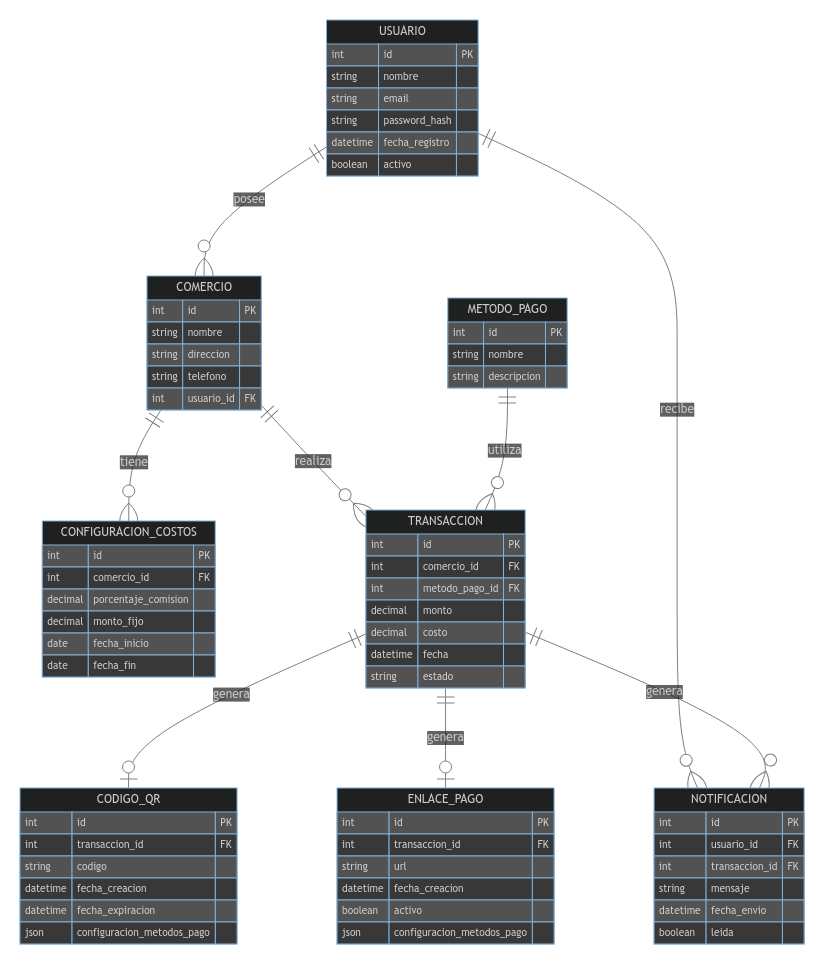 USUARIO
int id PK
string nombre
string email
string password_hash
datetime fecha_registro
boolean activo
posee
COMERCIO
int id PK
string nombre
string direccion
string telefono
int usuario_id FK
METODO_PAGO
int id PK
string nombre
string descripcion
recibe
tiene
realiza
utiliza
CONFIGURACION_COSTOS
int id PK
int comercio_id FK
decimal porcentaje_comision
decimal monto_fijo
date fecha_inicio
date fecha_fin
TRANSACCION
int id PK
int comercio_id FK
int metodo_pago_id FK
decimal monto
decimal costo
datetime fecha
string estado
genera
genera
genera
CODIGO_QR
int id PK
int transaccion_id FK
string codigo
datetime fecha_creacion
datetime fecha_expiracion
json configuracion_metodos_pago
ENLACE_PAGO
int id PK
int transaccion_id FK
string url
datetime fecha_creacion
boolean activo
json configuracion_metodos_pago
NOTIFICACION
int id PK
int usuario_id FK
int transaccion_id FK
string mensaje
datetime fecha_envio
boolean leida